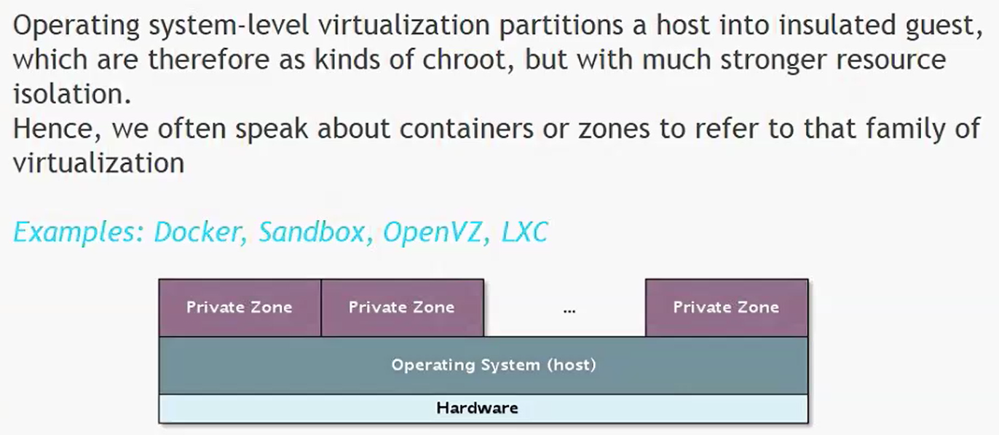 Operating system-level virtualization partitions a host into insulated guest,
which are therefore as kinds of chroot, but with much stronger resource
isolation.
Hence, we often speak about containers or zones to refer to that family of
virtualization
Examples: Docker, Sandbox, OpenVZ, LXC
Private Zone Private Zone ... Private Zone
Operating System (host)
Hardware